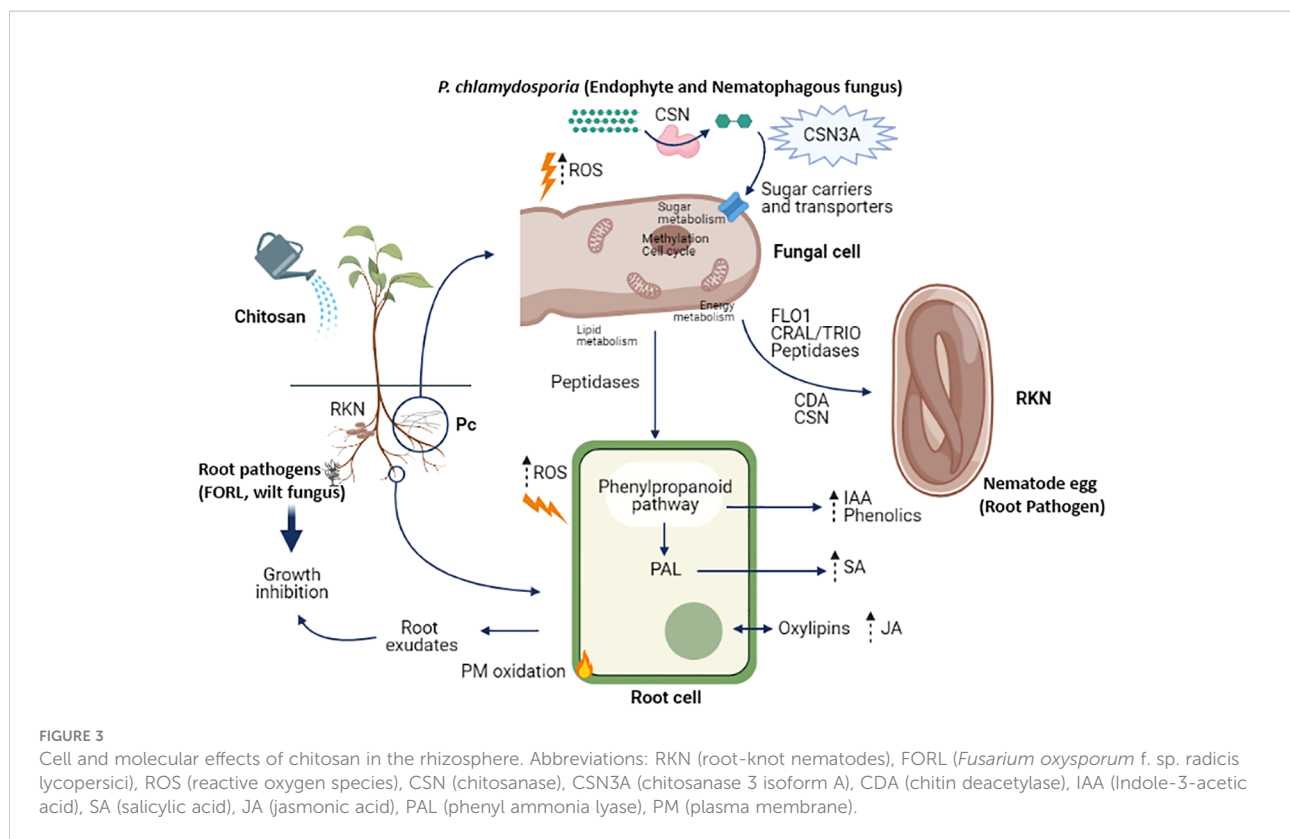 P. chlamydosporia (Endophyte and Nematophagous fungus)
CSN
CSN3A
ROS
Sugar carriers
and transporters
Sugar
metabolism
Methylation
Cell cycle
Fungal cell
Energy
metabolism
Lipid
metabolism
Chitosan
RKN
Pc
Root pathogens
(FORL, wilt fungus)
Growth
inhibition
Root
exudates
Peptidases
FLO1
CRAL/TRIO
Peptidases
CDA
CSN
RKN
Nematode egg
(Root Pathogen)
ROS
Phenylpropanoid
pathway
IAA
Phenolics
PAL
SA
Oxylipins
JA
PM oxidation
Root cell
FIGURE 3
Cell and molecular effects of chitosan in the rhizosphere. Abbreviations: RKN (root-knot nematodes), FORL (Fusarium oxysporum f. sp. radicis
lycopersici), ROS (reactive oxygen species), CSN (chitosanase), CSN3A (chitosanase 3 isoform A), CDA (chitin deacetylase), IAA (Indole-3-acetic
acid), SA (salicylic acid), JA (jasmonic acid), PAL (phenyl ammonia lyase), PM (plasma membrane).